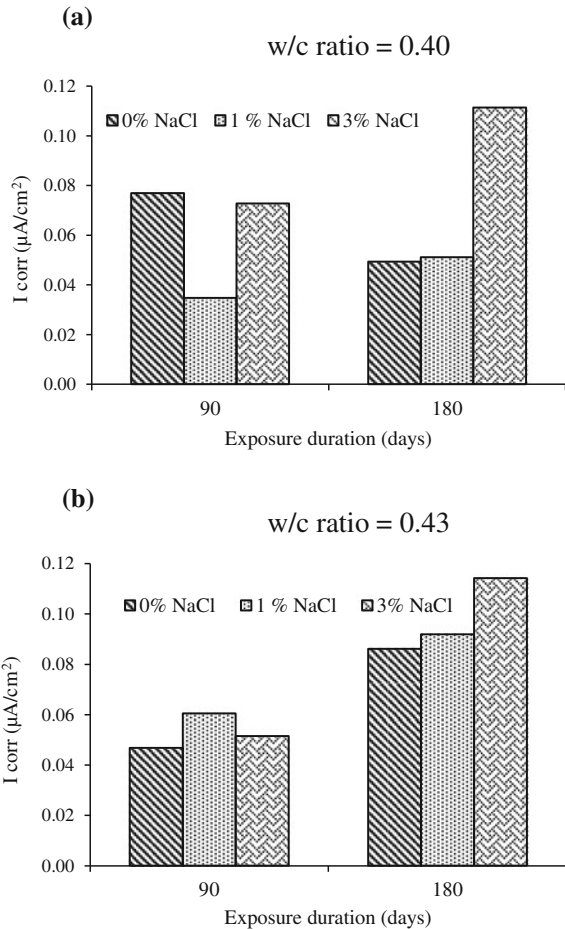 (a)
w/c ratio = 0.40
0.12
0% NaCl 1 % NaCl 3% NaCl
0.10
0.08
0.06
0.04
0.02
0.00
I corr (µA/cm²)
90 180
Exposure duration (days)
(b)
w/c ratio = 0.43
0.12
0% NaCl 1 % NaCl 3% NaCl
0.10
0.08
0.06
0.04
0.02
0.00
I corr (µA/cm²)
90 180
Exposure duration (days)